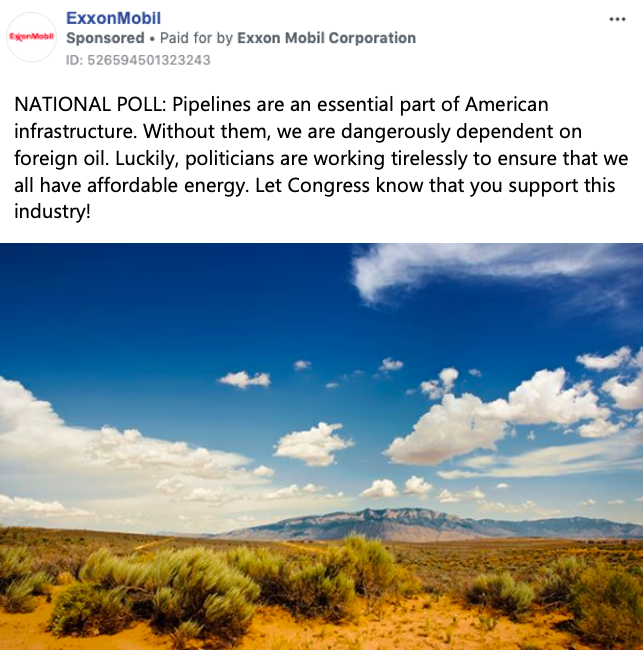 ExxonMobil
ExxonMobil
Sponsored • Paid for by Exxon Mobil Corporation
ID: 526594501323243
NATIONAL POLL: Pipelines are an essential part of American
infrastructure. Without them, we are dangerously dependent on
foreign oil. Luckily, politicians are working tirelessly to ensure that we
all have affordable energy. Let Congress know that you support this
industry!